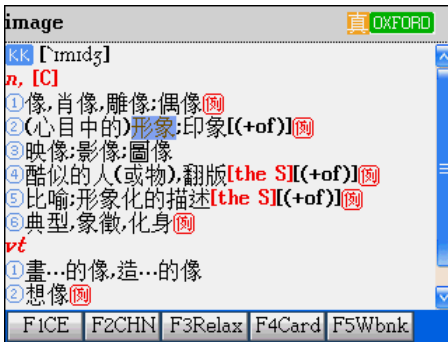 image 直 OXFORD
KK [`ɪmɪdʒ]
n, [C]
①像,肖像,雕像;偶像例
②(心目中的)形象;印象[(+of)]例
③映像;影像;圖像
④酷似的人(或物),翻版[the S][(+of)]例
⑤比喻;形象化的描述[the S][(+of)]例
⑥典型,象徵,化身例
vt
①畫…的像,造…的像
②想像例
F1CE F2CHN F3Relax F4Card F5Wbnk